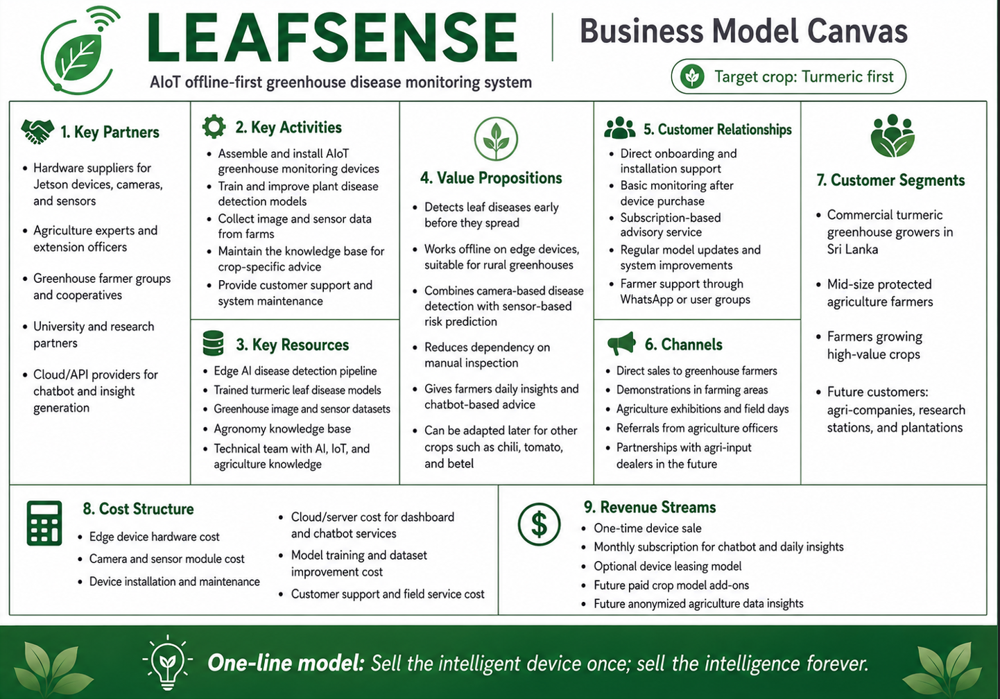 LEAFSENSE
AIoT offline-first greenhouse disease monitoring system
Business Model Canvas
Target crop: Turmeric first
1. Key Partners
• Hardware suppliers for
Jetson devices, cameras,
and sensors
• Agriculture experts and
extension officers
• Greenhouse farmer groups
and cooperatives
• University and research
partners
• Cloud/API providers for
chatbot and insight
generation
2. Key Activities
• Assemble and install AIoT
greenhouse monitoring devices
• Train and improve plant disease
detection models
• Collect image and sensor data
from farms
• Maintain the knowledge base for
crop-specific advice
• Provide customer support and
system maintenance
3. Key Resources
• Edge AI disease detection pipeline
• Trained turmeric leaf disease models
• Greenhouse image and sensor datasets
• Agronomy knowledge base
• Technical team with AI, IoT, and
agriculture knowledge
4. Value Propositions
• Detects leaf diseases early
before they spread
• Works offline on edge devices,
suitable for rural greenhouses
• Combines camera-based disease
detection with sensor-based
risk prediction
• Reduces dependency on
manual inspection
• Gives farmers daily insights and
chatbot-based advice
• Can be adapted later for other
crops such as chili, tomato,
and betel
5. Customer Relationships
• Direct onboarding and
installation support
• Basic monitoring after
device purchase
• Subscription-based
advisory service
• Regular model updates and
system improvements
• Farmer support through
WhatsApp or user groups
6. Channels
• Direct sales to greenhouse farmers
• Demonstrations in farming areas
• Agriculture exhibitions and field days
• Referrals from agriculture officers
• Partnerships with agri-input
dealers in the future
7. Customer Segments
• Commercial turmeric
greenhouse growers in
Sri Lanka
• Mid-size protected
agriculture farmers
• Farmers growing
high-value crops
• Future customers:
agri-companies, research
stations, and plantations
8. Cost Structure
• Edge device hardware cost
• Camera and sensor module cost
• Device installation and maintenance
• Cloud/server cost for dashboard
and chatbot services
• Model training and dataset
improvement cost
• Customer support and field service cost
$
9. Revenue Streams
• One-time device sale
• Monthly subscription for chatbot and daily insights
• Optional device leasing model
• Future paid crop model add-ons
• Future anonymized agriculture data insights
One-line model: Sell the intelligent device once; sell the intelligence forever.